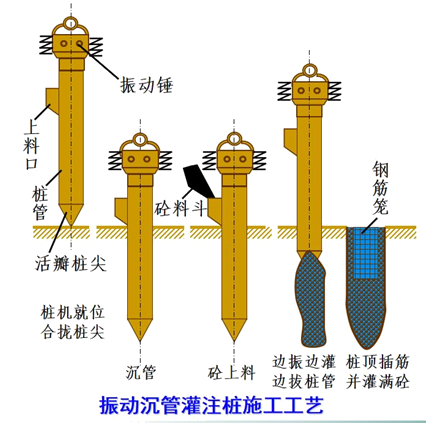 振动锤
上料口
桩管
钢筋笼
砼料斗
活瓣桩尖
桩机就位
合拢桩尖
沉管
砼上料
边振边灌
边拔桩管
桩顶插筋
并灌满砼
振动沉管灌注桩施工工艺